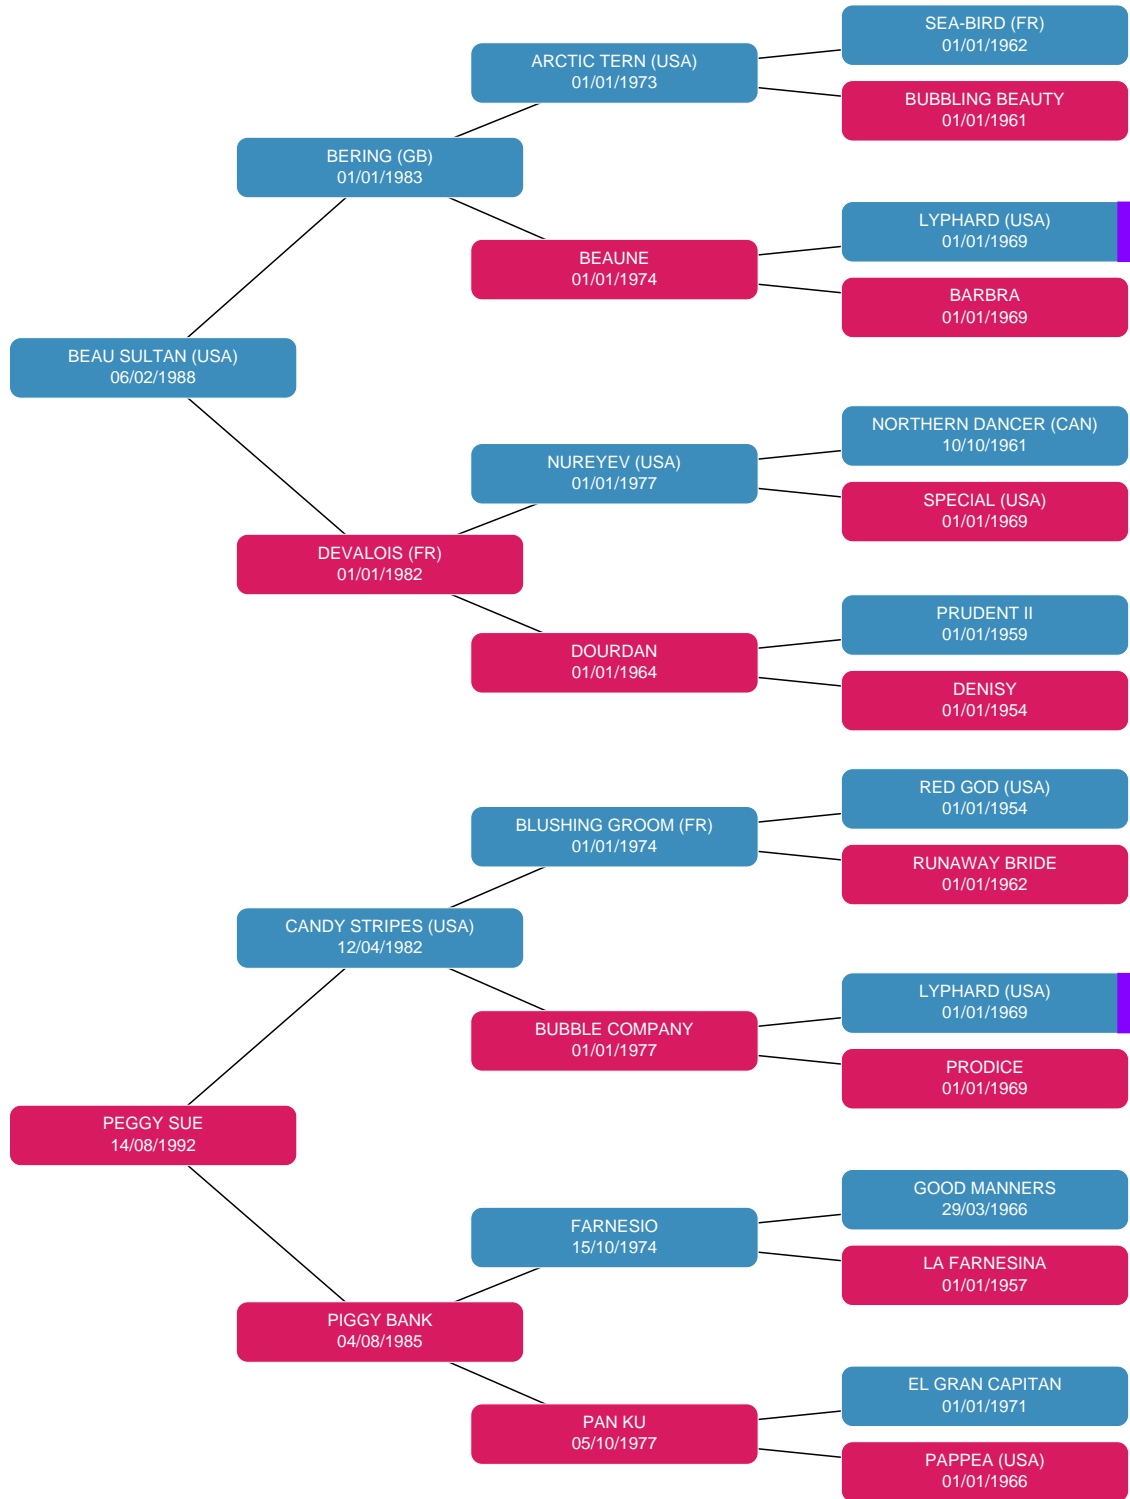 SEA-BIRD (FR)
01/01/1962
ARCTIC TERN (USA)
01/01/1973
BUBBLING BEAUTY
01/01/1961
BERING (GB)
01/01/1983
LYPHARD (USA)
01/01/1969
BEAUNE
01/01/1974
BARBRA
01/01/1969
BEAU SULTAN (USA)
06/02/1988
NORTHERN DANCER (CAN)
10/10/1961
NUREYEV (USA)
01/01/1977
SPECIAL (USA)
01/01/1969
DEVALOIS (FR)
01/01/1982
PRUDENT II
01/01/1959
DOURDAN
01/01/1964
DENISY
01/01/1954
RED GOD (USA)
01/01/1954
BLUSHING GROOM (FR)
01/01/1974
RUNAWAY BRIDE
01/01/1962
CANDY STRIPES (USA)
12/04/1982
LYPHARD (USA)
01/01/1969
BUBBLE COMPANY
01/01/1977
PRODICE
01/01/1969
PEGGY SUE
14/08/1992
GOOD MANNERS
29/03/1966
FARNESIO
15/10/1974
LA FARNESINA
01/01/1957
PIGGY BANK
04/08/1985
EL GRAN CAPITAN
01/01/1971
PAN KU
05/10/1977
PAPPEA (USA)
01/01/1966